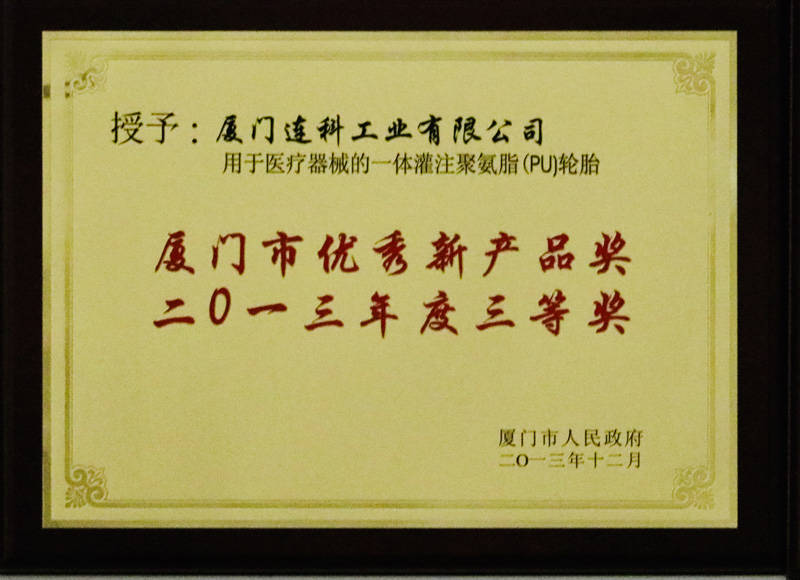 授予：厦门连科工业有限公司
用于医疗器械的一体灌注聚氨脂(PU)轮胎
厦门市优秀新产品奖
二〇一三年度三等奖
厦门市人民政府
二〇一三年十二月